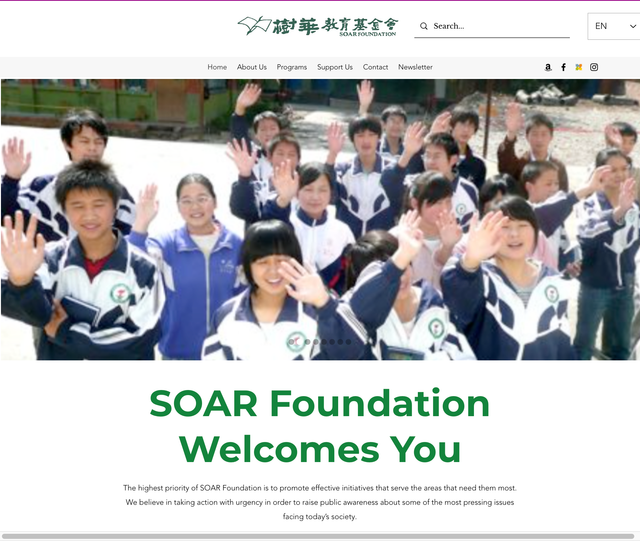 樹華教育基金會
SOAR FOUNDATION
Search...
EN
Home About Us Programs Support Us Contact Newsletter
SOAR Foundation
Welcomes You
The highest priority of SOAR Foundation is to promote effective initiatives that serve the areas that need them most.
We believe in taking action with urgency in order to raise public awareness about some of the most pressing issues
facing today's society.